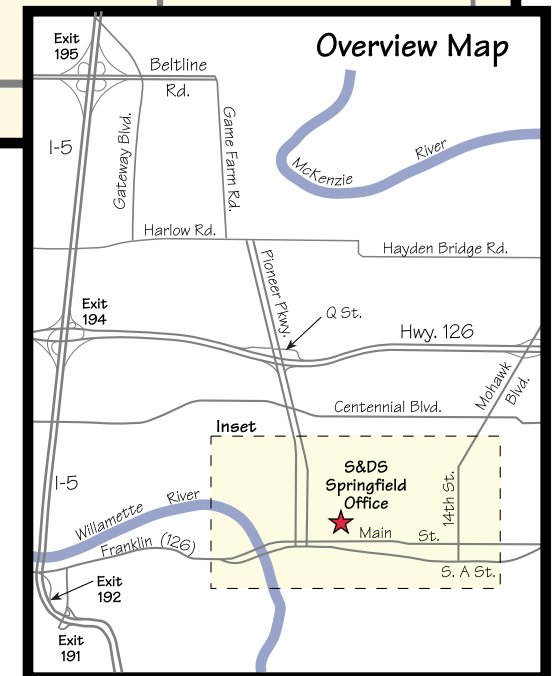 Overview Map
Exit
195
Beltline
Rd.
I-5
Gateway Blvd.
Game Farm Rd.
McKenzie
River
Harlow Rd.
Hayden Bridge Rd.
Pioneer Pkwy.
Exit
194
Q St.
Hwy. 126
Mohawk
Blvd.
Centennial Blvd.
Inset
S&DS
Springfield
Office
14th St.
I-5
Willamette
River
Franklin (126)
Main
St.
S. A St.
Exit
192
Exit
191